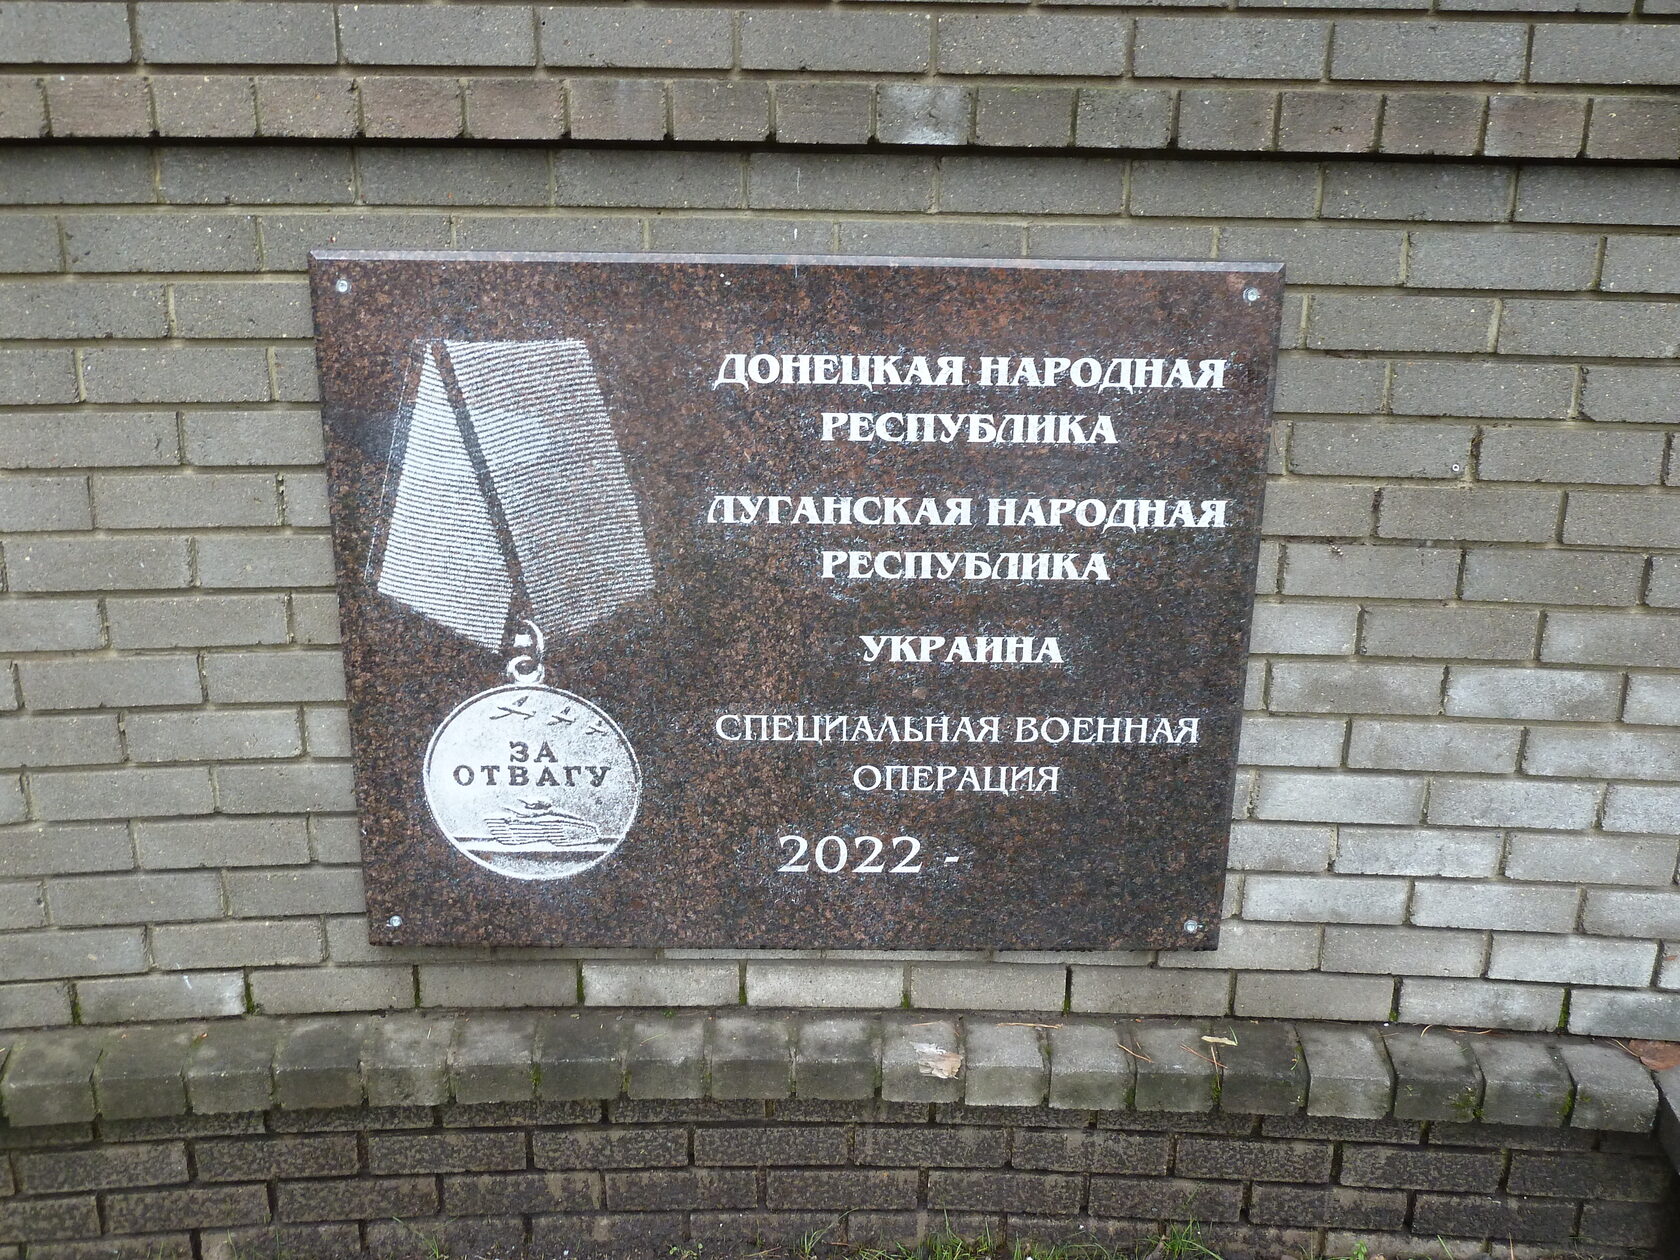 ЗА
ОТВАГУ
ДОНЕЦКАЯ НАРОДНАЯ
РЕСПУБЛИКА
ЛУГАНСКАЯ НАРОДНАЯ
РЕСПУБЛИКА
УКРАИНА
СПЕЦИАЛЬНАЯ ВОЕННАЯ
ОПЕРАЦИЯ
2022 -